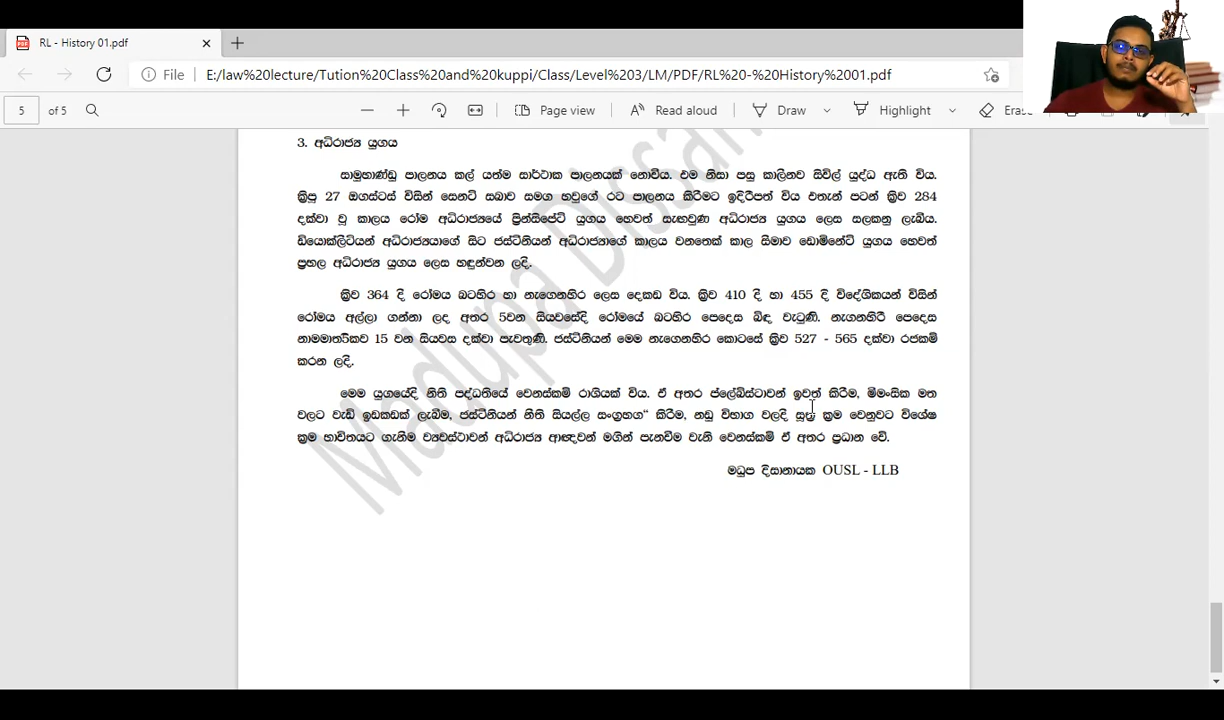 RL - History 01.pdf
File E:/law%20lecture/Tution%20Class%20and%20kuppi/Class/Level%203/LM/PDF/RL%20-%20History%2001.pdf
5 of 5 Page view Read aloud Draw Highlight Erase
3. අධිරාජ්‍ය යුගය
සාමුහාණ්ඩු පාලනය කල් යත්ම සාර්ථාක පාලනයක් නොවීය. එම නිසා පසු කාලිනව සිවිල් යුද්ධ ඇති විය.
ක්‍රිපූ 27 ඔගස්ටස් විසින් සෙනට් සබාව සමග හවුගේ රට පාලනය කිරීමට ඉදිරිපත් විය එතැන් පටන් ක්‍රිව 284
දක්වා වූ කාලය රෝම අධිරාජ්‍යයේ ප්‍රින්සිපේට් යුගය හෙවත් සැඟවුණ අධිරාජ්‍ය යුගය ලෙස සලකනු ලැබීය.
ඩියොක්ලිටියන් අධිරාජ්‍යයාගේ සිට ජස්ටීනියන් අධිරාජ්‍යාගේ කාලය වනතෙක් කාල සිමාව ඩොමිනේට් යුගය හෙවත්
ප්‍රභල අධිරාජ්‍ය යුගය ලෙස හඳුන්වන ලදි.
ක්‍රිව 364 දි රෝමය බටහිර හා නැගෙනහිර ලෙස දෙකඩ විය. ක්‍රිව 410 දි හා 455 දි විදේශිකයන් විසින්
රෝමය අල්ලා ගන්නා ලද අතර 5වන සියවසේදි රෝමයේ බටහිර පෙදෙස බිඳ වැටුණි. නැගනහිරි පෙදෙස
15 වන සියවස දක්වා පැවතුණි. ජස්ටීනියන් මෙම නැගෙනහිර කොටසේ ක්‍රිව 527 - 565 දක්වා රජකම්
කරන ලදි.
මෙම යුගයේදි නීති පද්ධතියේ වෙනස්කම් රාශියක් විය. ඒ අතර ප්ලේබ්ස්ටාවන් ඉවත් කිරීම, මීමංසික මත
වලට වැඩි ඉඩකඩක් ලැබීම, ජස්ටීනියන් නීති සියල්ල සංග්‍රහග“ කිරීම, නඩු විභාග වලදි සුත්‍ර ක්‍රම වෙනුවට විශේෂ
ක්‍රම භාවිතයට ගැනීම ව්‍යවස්ථාවන් අධිරාජ්‍ය ආඥාවන් මගින් පැනවීම වැනි වෙනස්කම් ඒ අතර ප්‍රධාන වේ.
මධුප දිසානායක OUSL - LLB